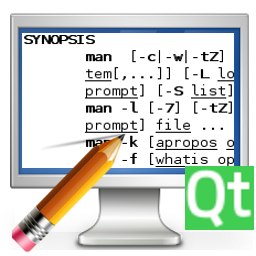 SYNOPSIS
man [-c|-w|-tZ]
tem[,...]] [-L lo
prompt] [-S list]
man -l [-7] [-tZ]
prompt] file ...
-k [apropos o
-f [whatis op
Qt